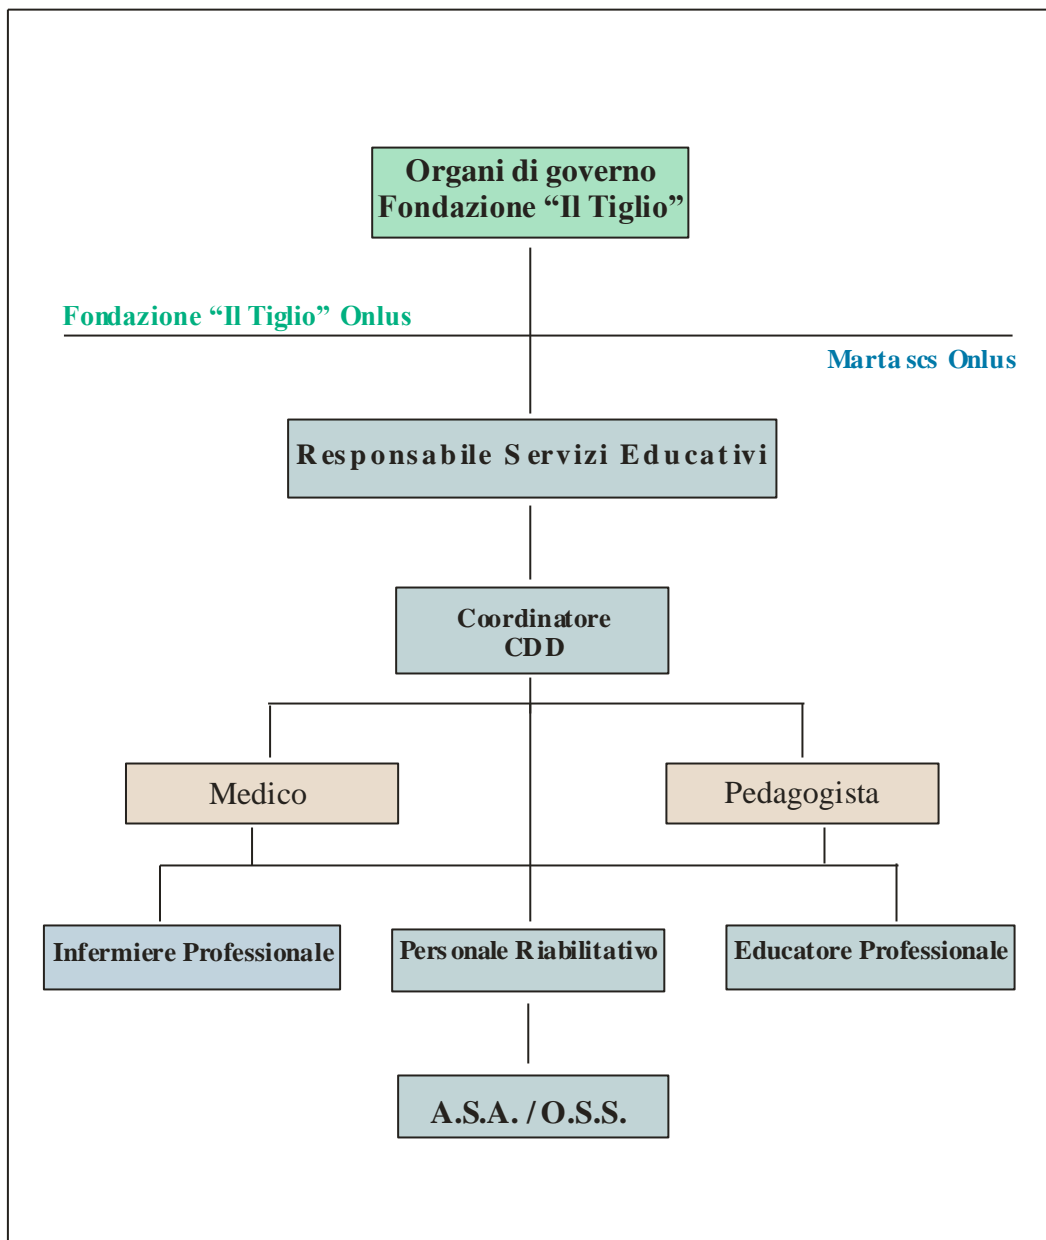 Organi di governo
Fondazione “Il Tiglio”
Fondazione “Il Tiglio” Onlus
Marta scs Onlus
Responsabile Servizi Educativi
Coordinatore
CDD
Medico
Pedagogista
Infermiere Professionale
Personale Riabilitativo
Educatore Professionale
A.S.A. / O.S.S.